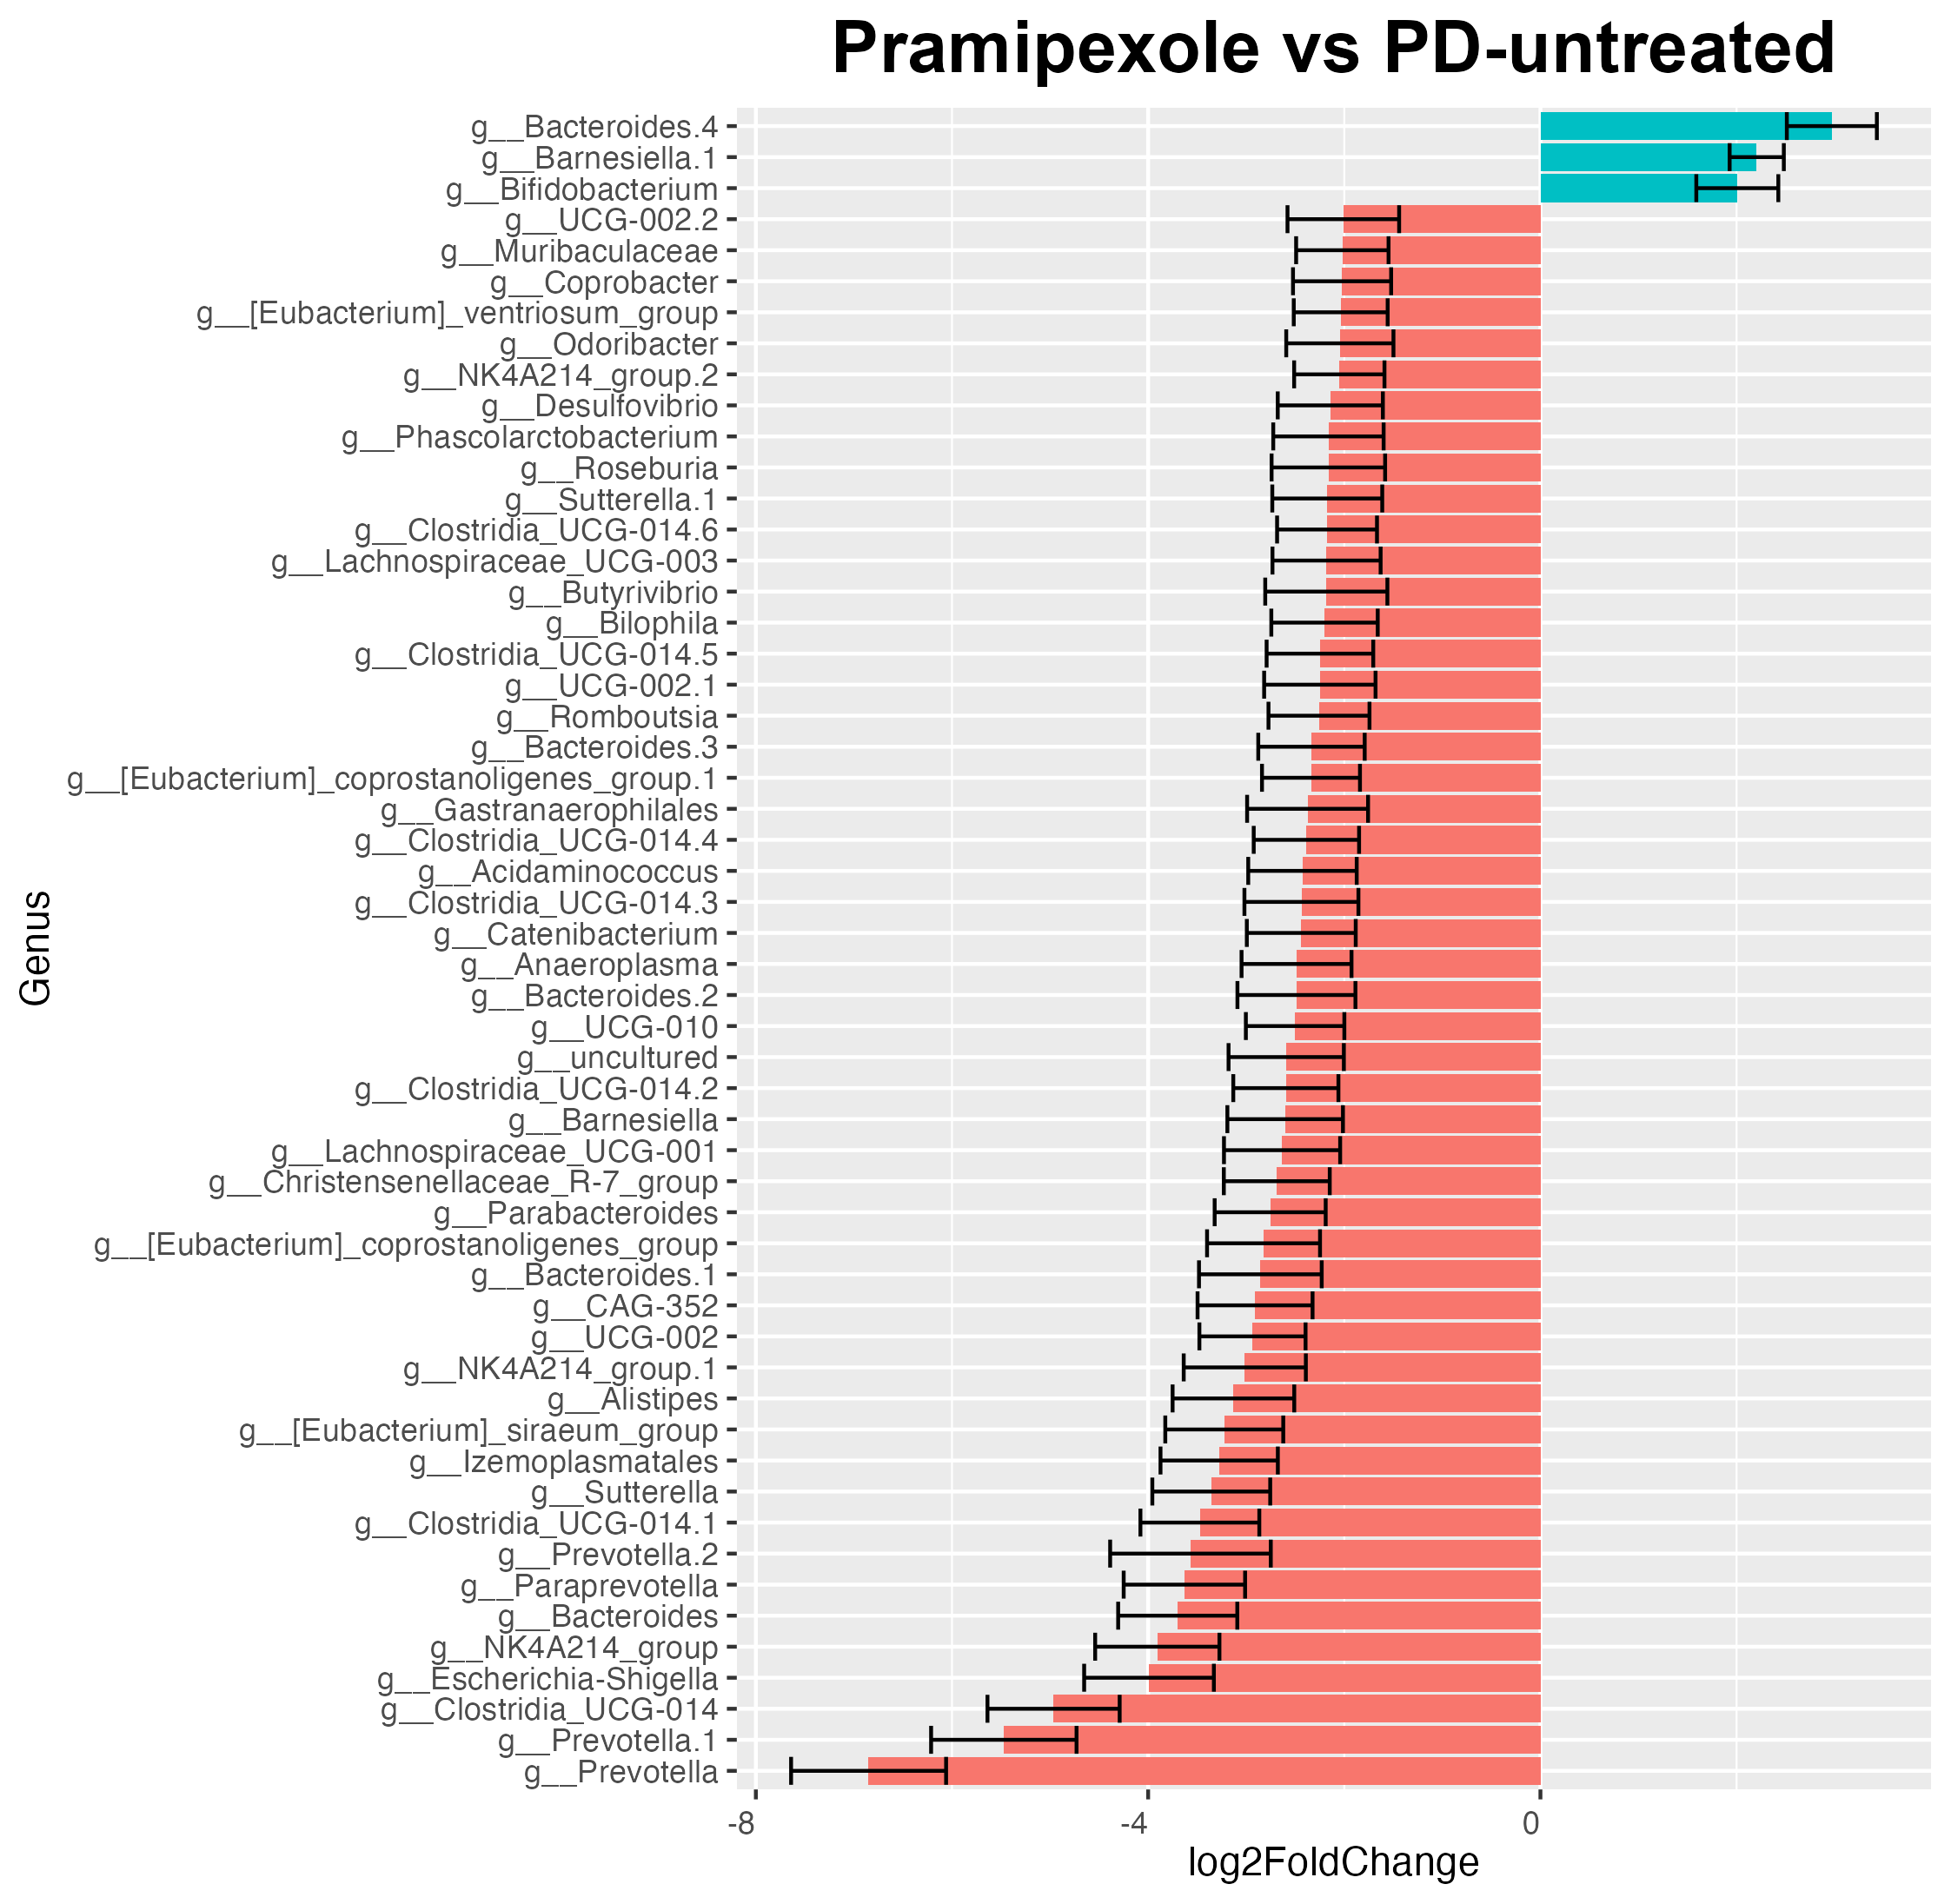 Pramipexole vs PD-untreated
g__Bacteroides.4
g__Barnesiella.1
g__Bifidobacterium
g__UCG-002.2
g__Muribaculaceae
g__Coprobacter
g__[Eubacterium]_ventriosum_group
g__Odoribacter
g__NK4A214_group.2
g__Desulfovibrio
g__Phascolarctobacterium
g__Roseburia
g__Sutterella.1
g__Clostridia_UCG-014.6
g__Lachnospiraceae_UCG-003
g__Butyrivibrio
g__Bilophila
g__Clostridia_UCG-014.5
g__UCG-002.1
g__Romboutsia
g__Bacteroides.3
g__[Eubacterium]_coprostanoligenes_group.1
g__Gastranaerophilales
g__Clostridia_UCG-014.4
g__Acidaminococcus
g__Clostridia_UCG-014.3
g__Catenibacterium
g__Anaeroplasma
g__Bacteroides.2
g__UCG-010
g__uncultured
g__Clostridia_UCG-014.2
g__Barnesiella
g__Lachnospiraceae_UCG-001
g__Christensenellaceae_R-7_group
g__Parabacteroides
g__[Eubacterium]_coprostanoligenes_group
g__Bacteroides.1
g__CAG-352
g__UCG-002
g__NK4A214_group.1
g__Alistipes
g__[Eubacterium]_siraeum_group
g__Izemoplasmatales
g__Sutterella
g__Clostridia_UCG-014.1
g__Prevotella.2
g__Paraprevotella
g__Bacteroides
g__NK4A214_group
g__Escherichia-Shigella
g__Clostridia_UCG-014
g__Prevotella.1
g__Prevotella
Genus
-8 -4 0
log2FoldChange